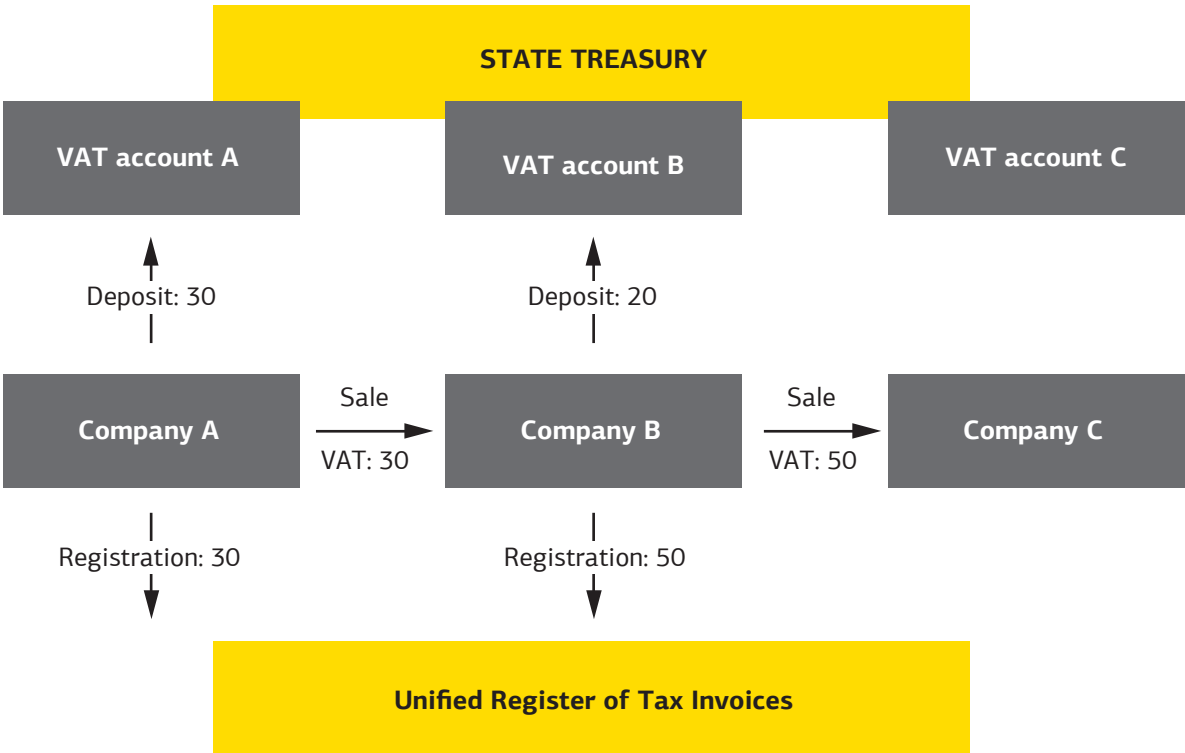 STATE TREASURY
VAT account A
VAT account B
VAT account C
Deposit: 30
Deposit: 20
Company A
Sale
VAT: 30
Company B
Sale
VAT: 50
Company C
Registration: 30
Registration: 50
Unified Register of Tax Invoices